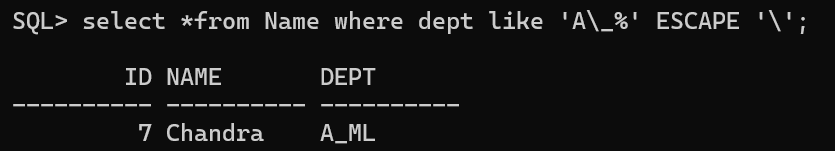 SQL> select *from Name where dept like 'A\_%' ESCAPE '\';
        ID NAME       DEPT
---------- ---------- ----------
         7 Chandra    A_ML